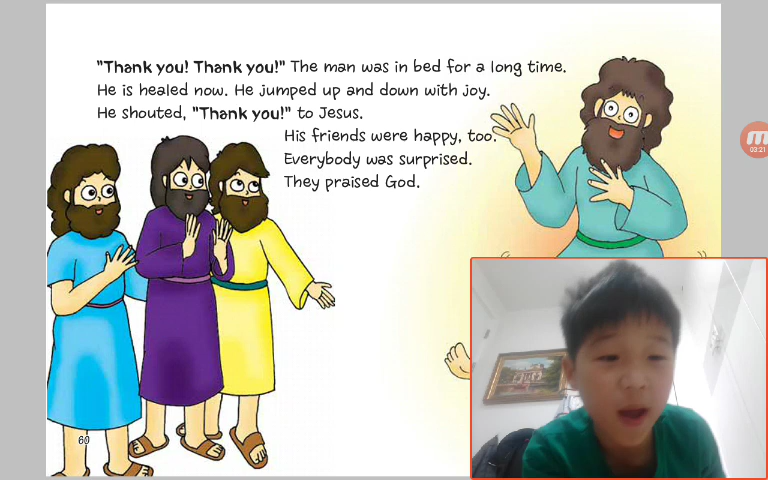 "Thank you! Thank you!" The man was in bed for a long time.
He is healed now. He jumped up and down with joy.
He shouted, "Thank you!" to Jesus.
His friends were happy, too.
Everybody was surprised.
They praised God.
60
m
03:21